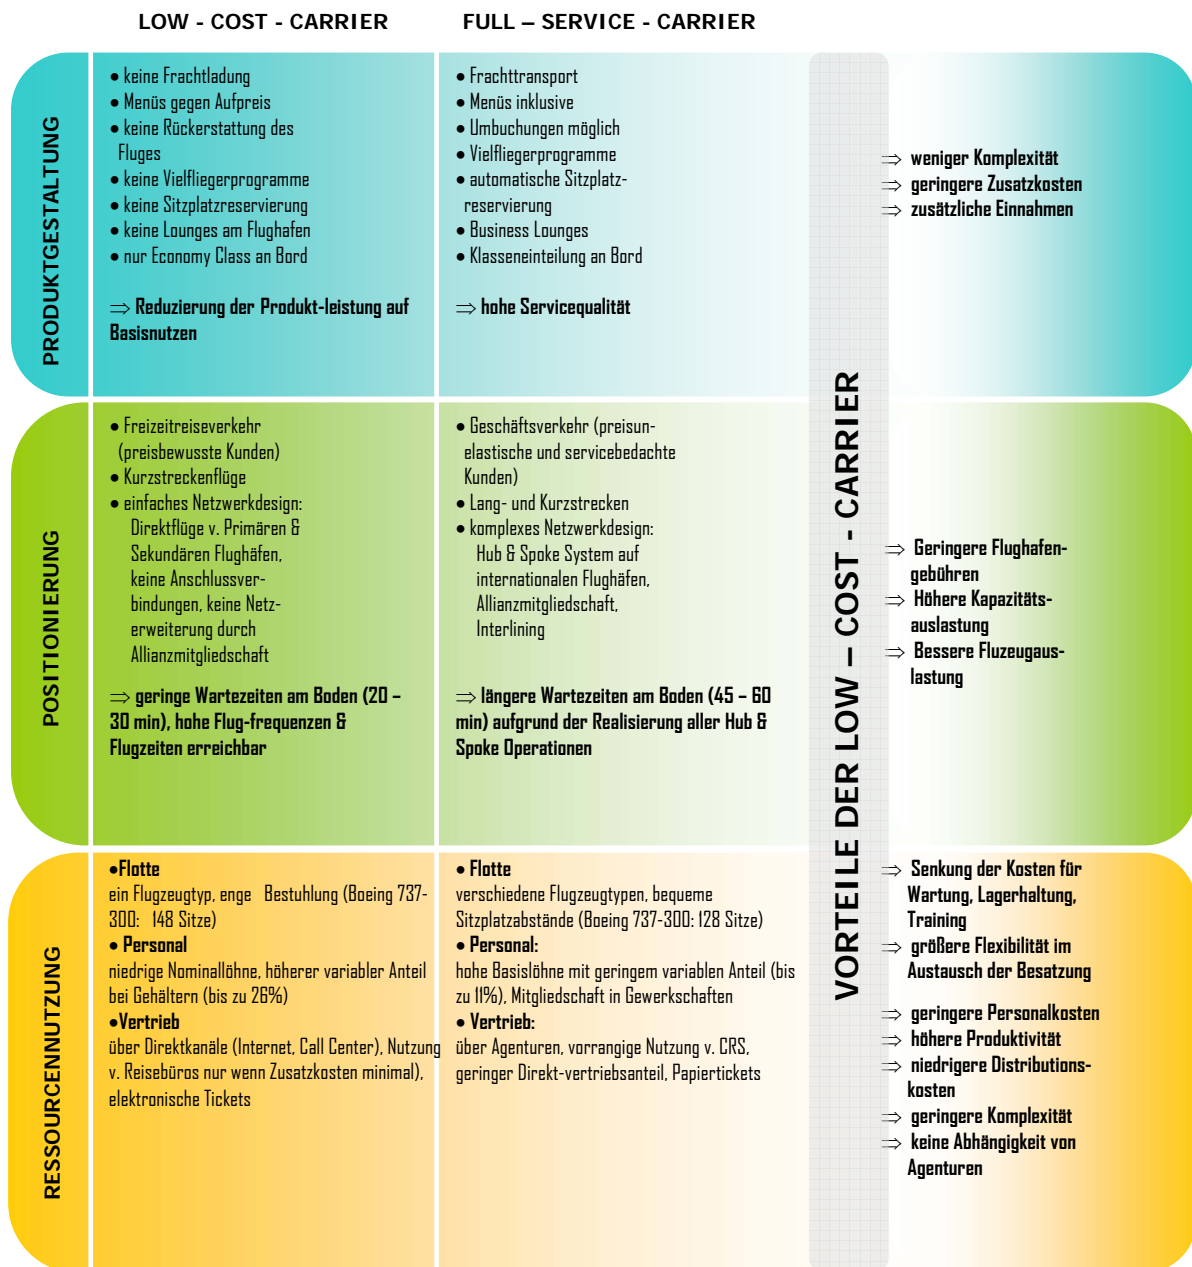 LOW - COST - CARRIER
FULL – SERVICE - CARRIER
PRODUKTGESTALTUNG
• keine Frachtladung
• Menüs gegen Aufpreis
• keine Rückerstattung des
Fluges
• keine Vielfliegerprogramme
• keine Sitzplatzreservierung
• keine Lounges am Flughafen
• nur Economy Class an Bord
⇒ Reduzierung der Produkt-leistung auf
Basisnutzen
• Frachttransport
• Menüs inklusive
• Umbuchungen möglich
• Vielfliegerprogramme
• automatische Sitzplatz-
reservierung
• Business Lounges
• Klasseneinteilung an Bord
⇒ hohe Servicequalität
VORTEILE DER LOW – COST - CARRIER
⇒ weniger Komplexität
⇒ geringere Zusatzkosten
⇒ zusätzliche Einnahmen
POSITIONIERUNG
• Freizeitreiseverkehr
(preisbewusste Kunden)
• Kurzstreckenflüge
• einfaches Netzwerkdesign:
Direktflüge v. Primären &
Sekundären Flughäfen,
keine Anschlussver-
bindungen, keine Netz-
erweiterung durch
Allianzmitgliedschaft
⇒ geringe Wartezeiten am Boden (20 –
30 min), hohe Flug-frequenzen &
Flugzeiten erreichbar
• Geschäftsverkehr (preisun-
elastische und servicebedachte
Kunden)
• Lang- und Kurzstrecken
• komplexes Netzwerkdesign:
Hub & Spoke System auf
internationalen Flughäfen,
Allianzmitgliedschaft,
Interlining
⇒ längere Wartezeiten am Boden (45 – 60
min) aufgrund der Realisierung aller Hub &
Spoke Operationen
⇒ Geringere Flughafen-
gebühren
⇒ Höhere Kapazitäts-
auslastung
⇒ Bessere Fluzeugaus-
lastung
RESSOURCENNUTZUNG
•Flotte
ein Flugzeugtyp, enge Bestuhlung (Boeing 737-
300: 148 Sitze)
• Personal
niedrige Nominallöhne, höherer variabler Anteil
bei Gehältern (bis zu 26%)
•Vertrieb
über Direktkanäle (Internet, Call Center), Nutzung
v. Reisebüros nur wenn Zusatzkosten minimal),
elektronische Tickets
• Flotte
verschiedene Flugzeugtypen, bequeme
Sitzplatzabstände (Boeing 737-300: 128 Sitze)
• Personal:
hohe Basislöhne mit geringem variablen Anteil (bis
zu 11%), Mitgliedschaft in Gewerkschaften
• Vertrieb:
über Agenturen, vorrangige Nutzung v. CRS,
geringer Direkt-vertriebsanteil, Papiertickets
⇒ Senkung der Kosten für
Wartung, Lagerhaltung,
Training
⇒ größere Flexibilität im
Austausch der Besatzung
⇒ geringere Personalkosten
⇒ höhere Produktivität
⇒ niedrigere Distributions-
kosten
⇒ geringere Komplexität
⇒ keine Abhängigkeit von
Agenturen